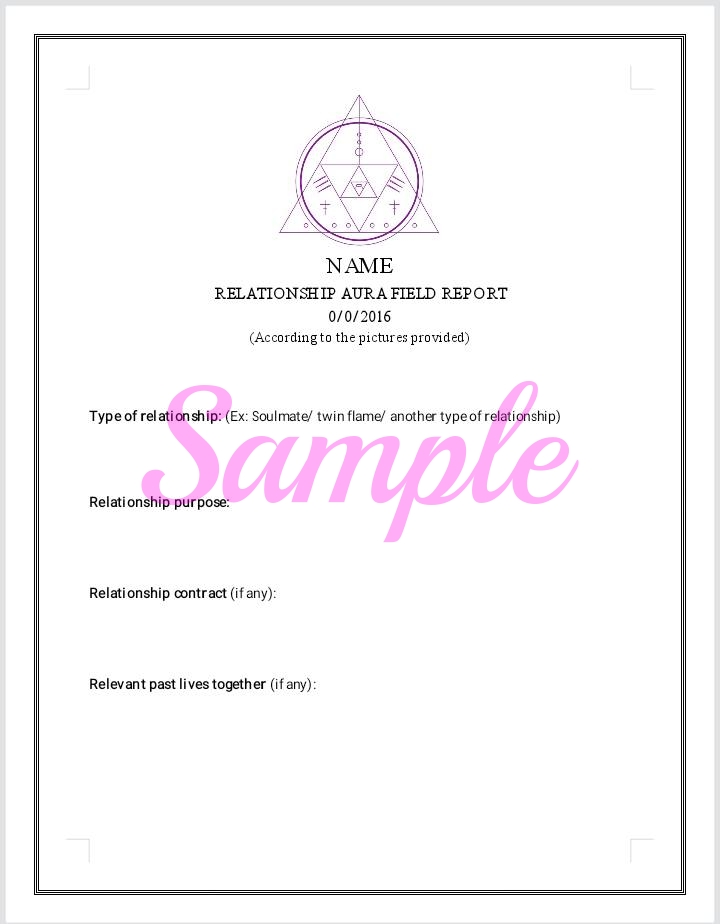 NAME
RELATIONSHIP AURA FIELD REPORT
0/0/2016
(According to the pictures provided)
Type of relationship: (Ex: Soulmate/ twin flame/ another type of relationship)
Sample
Relationship purpose:
Relationship contract (if any):
Relevant past lives together (if any):